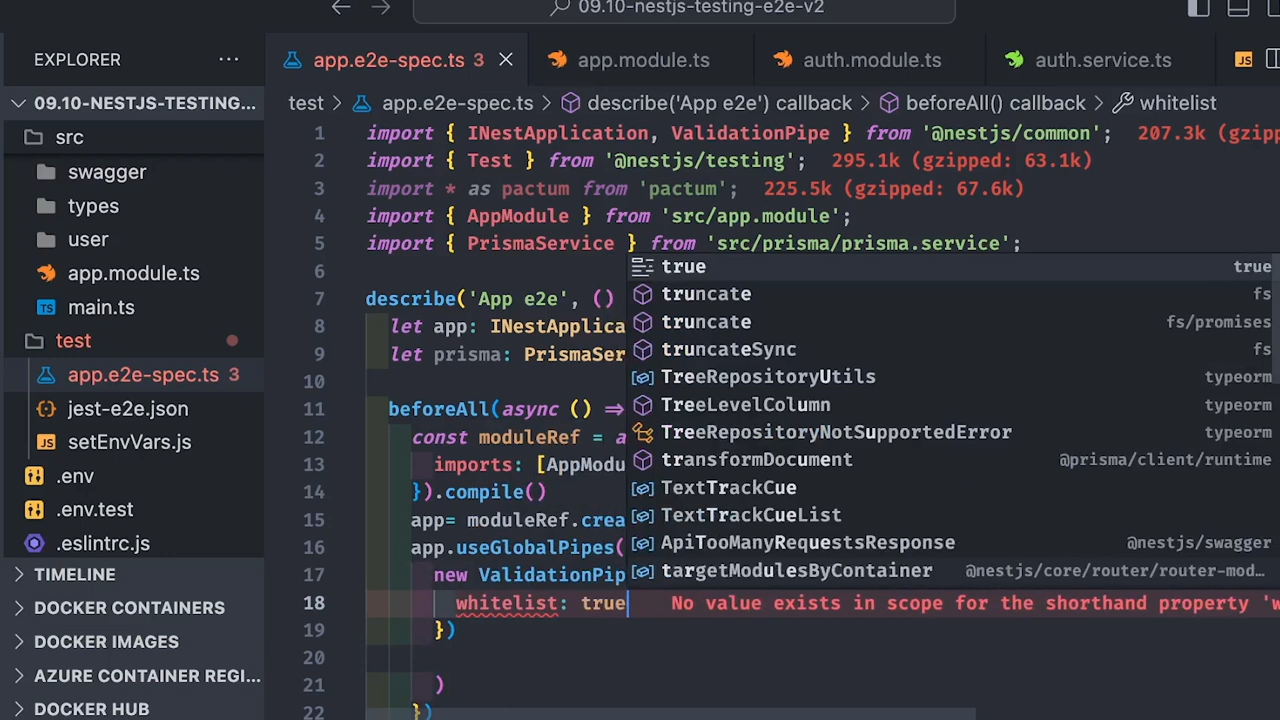 09.10-nestjs-testing-e2e-v2
EXPLORER
app.e2e-spec.ts 3
app.module.ts
auth.module.ts
auth.service.ts
JS
09.10-NESTJS-TESTING...
test > app.e2e-spec.ts > describe('App e2e') callback > beforeAll() callback > whitelist
src
swagger
types
user
app.module.ts
main.ts
test
app.e2e-spec.ts 3
jest-e2e.json
JS setEnvVars.js
.env
.env.test
.eslintrc.js
TIMELINE
DOCKER CONTAINERS
DOCKER IMAGES
AZURE CONTAINER REGI...
DOCKER HUB
1 import { INestApplication, ValidationPipe } from '@nestjs/common'; 207.3k (gzipped:
2 import { Test } from '@nestjs/testing'; 295.1k (gzipped: 63.1k)
3 import * as pactum from 'pactum'; 225.5k (gzipped: 67.6k)
4 import { AppModule } from 'src/app.module';
5 import { PrismaService } from 'src/prisma/prisma.service';
6
7 describe('App e2e', ()
8 let app: INestApplica
9 let prisma: PrismaSer
10
11 beforeAll(async () =>
12 const moduleRef = a
13 imports: [AppModu
14 }).compile()
15 app= moduleRef.crea
16 app.useGlobalPipes(
17 new ValidationPip
18 whitelist: true No value exists in scope for the shorthand property 'w
19 })
20
21 )
22 })
true true
truncate fs
truncate fs/promises
truncateSync fs
TreeRepositoryUtils typeorm
TreeLevelColumn typeorm
TreeRepositoryNotSupportedError typeorm
transformDocument @prisma/client/runtime
TextTrackCue
TextTrackCueList
ApiTooManyRequestsResponse @nestjs/swagger
targetModulesByContainer @nestjs/core/router/router-mod…